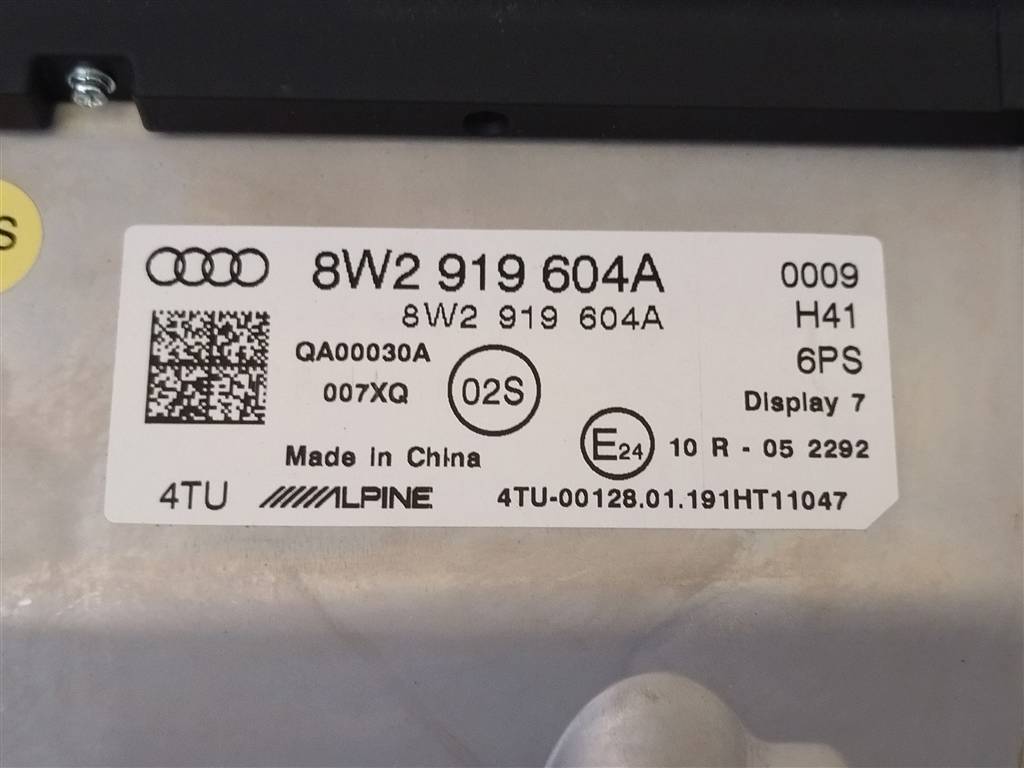 8W2 919 604A 0009
8W2 919 604A H41
QA00030A 6PS
007XQ 02S Display 7
Made in China E24 10 R - 05 2292
4TU ALPINE 4TU-00128.01.191HT11047
S